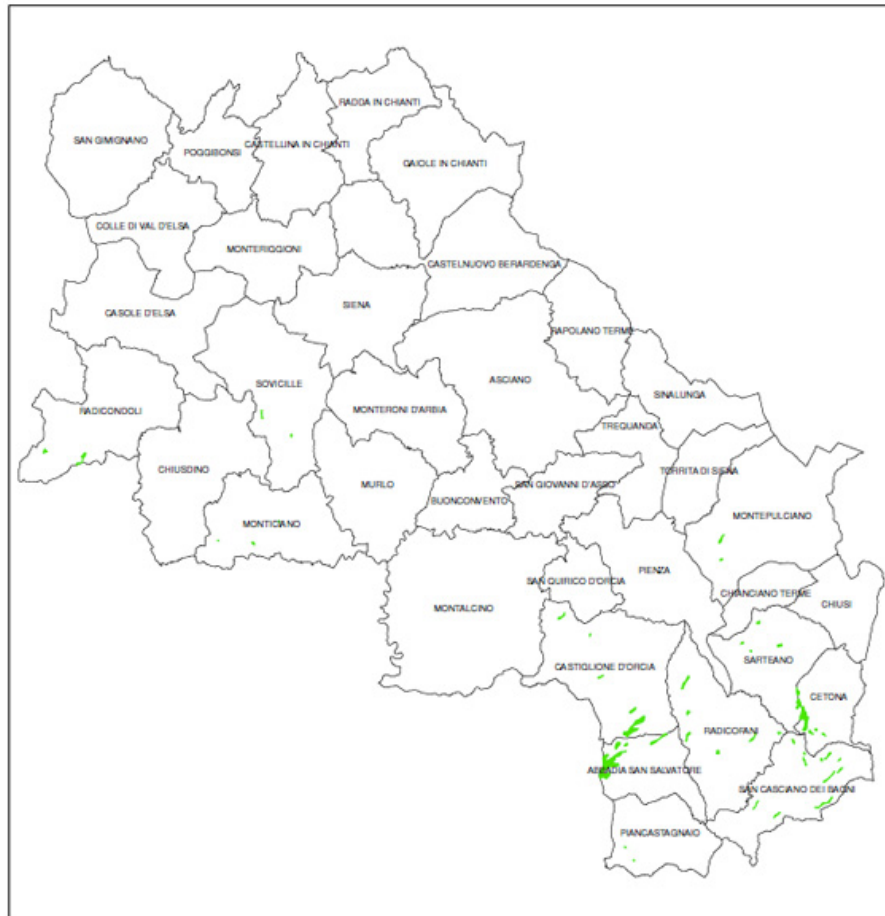 RADDA IN CHIANTI
SAN GIMIGNANO
CASTELLINA IN CHIANTI
POGGIBONSI
GAIOLE IN CHIANTI
COLLE DI VAL D'ELSA
MONTERIGGIONI
CASTELNUOVO BERARDENGA
SIENA
CASOLE D'ELSA
RAPOLANO TERME
ASCIANO
SOVICILLE
SINALUNGA
RADICONDOLI
MONTERONI D'ARBIA
TREQUANDA
CHIUSDINO
TORRITA DI SIENA
MURLO
SAN GIOVANNI D'ASSO
BUONCONVENTO
MONTEPULCIANO
MONTICIANO
PIENZA
SAN QUIRICO D'ORCIA
CHIANCIANO TERME
CHIUSI
MONTALCINO
SARTEANO
CASTIGLIONE D'ORCIA
CETONA
RADICOFANI
ABBADIA SAN SALVATORE
SAN CASCIANO DEI BAGNI
PIANCASTAGNAIO